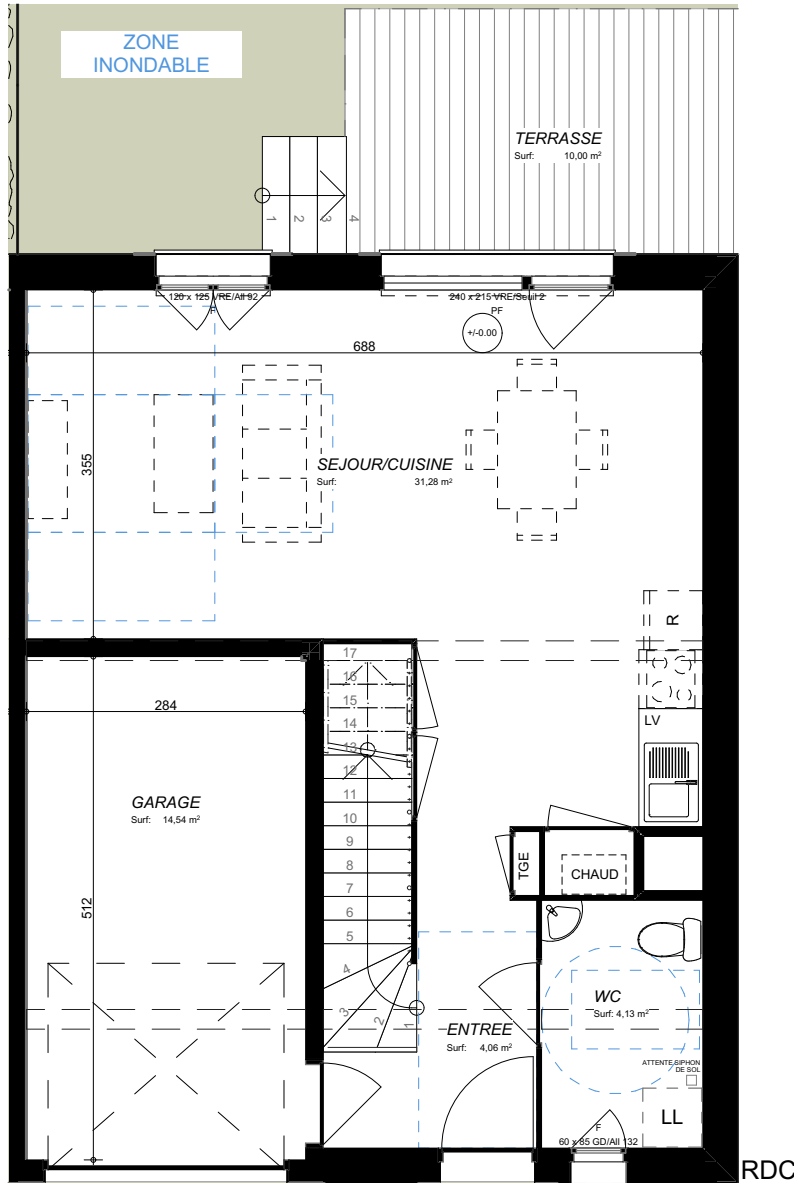 ZONE
INONDABLE
TERRASSE
Surf: 10,00 m²
1
2
3
4
120 x 125 VRE/All 92
F
240 x 215 VRE/Seuil 2
PF
+/-0.00
688
355
SEJOUR/CUISINE
Surf: 31,28 m²
R
LV
17
16
15
14
13
12
11
10
9
8
7
6
5
4
3
2
1
284
GARAGE
Surf: 14,54 m²
512
TGE
CHAUD
WC
Surf: 4,13 m²
ENTREE
Surf: 4,06 m²
ATTENTE SIPHON
DE SOL
LL
F
60 x 85 GD/All 132
RDC